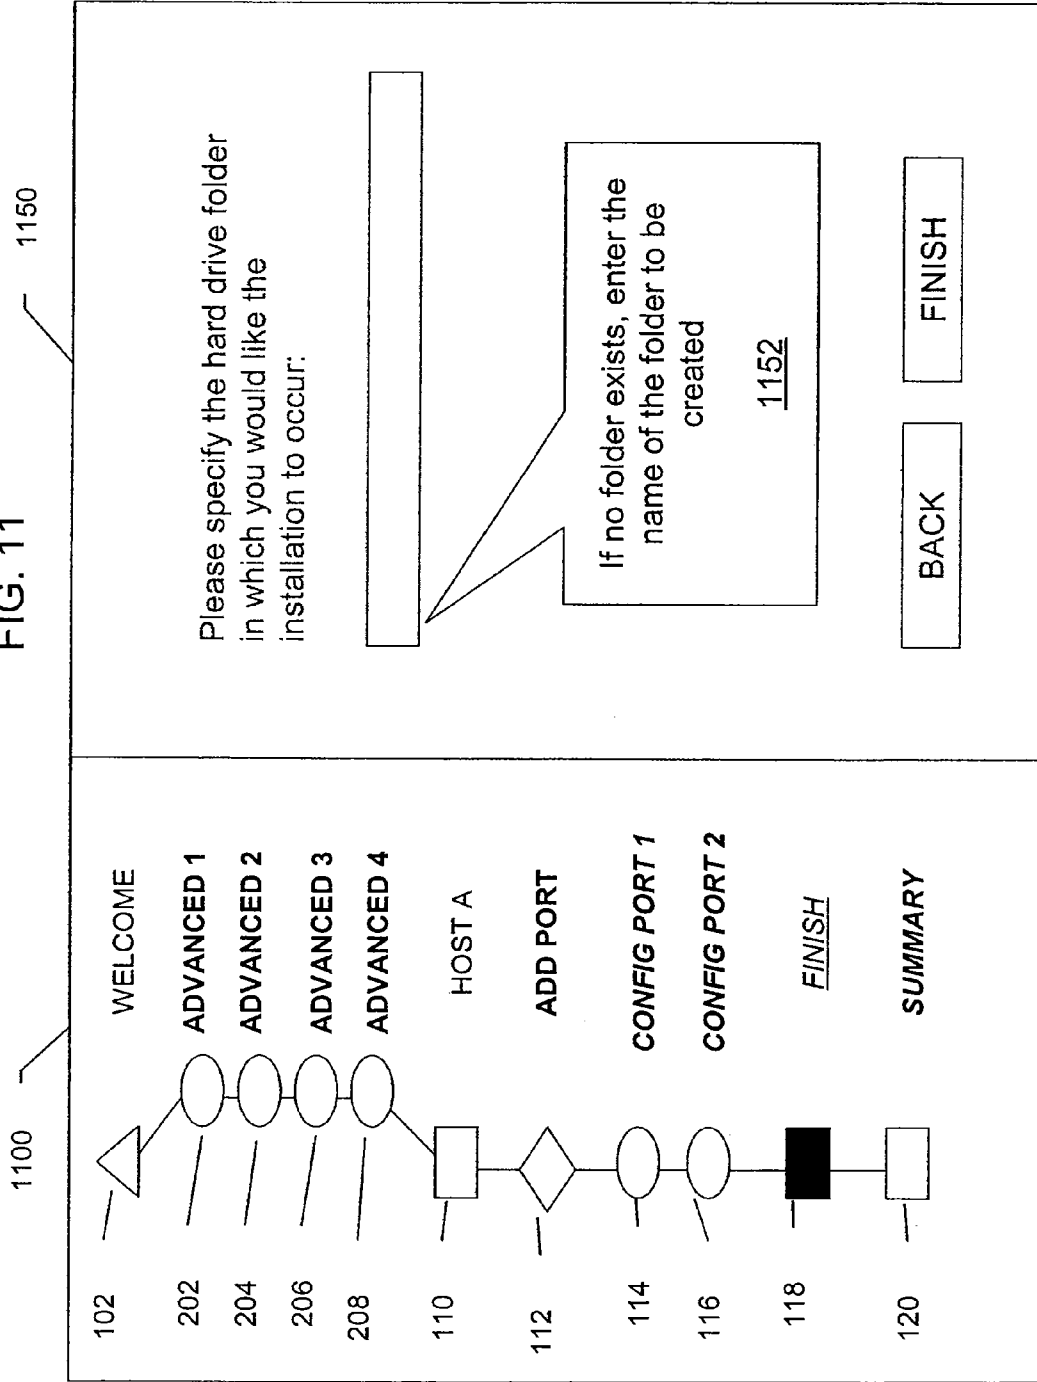 FIG. 11
1100
1150
102
WELCOME
202
ADVANCED 1
204
ADVANCED 2
206
ADVANCED 3
208
ADVANCED 4
110
HOST A
112
ADD PORT
114
CONFIG PORT 1
116
CONFIG PORT 2
118
FINISH
120
SUMMARY
Please specify the hard drive folder
in which you would like the
installation to occur:
If no folder exists, enter the
name of the folder to be
created
1152
BACK
FINISH